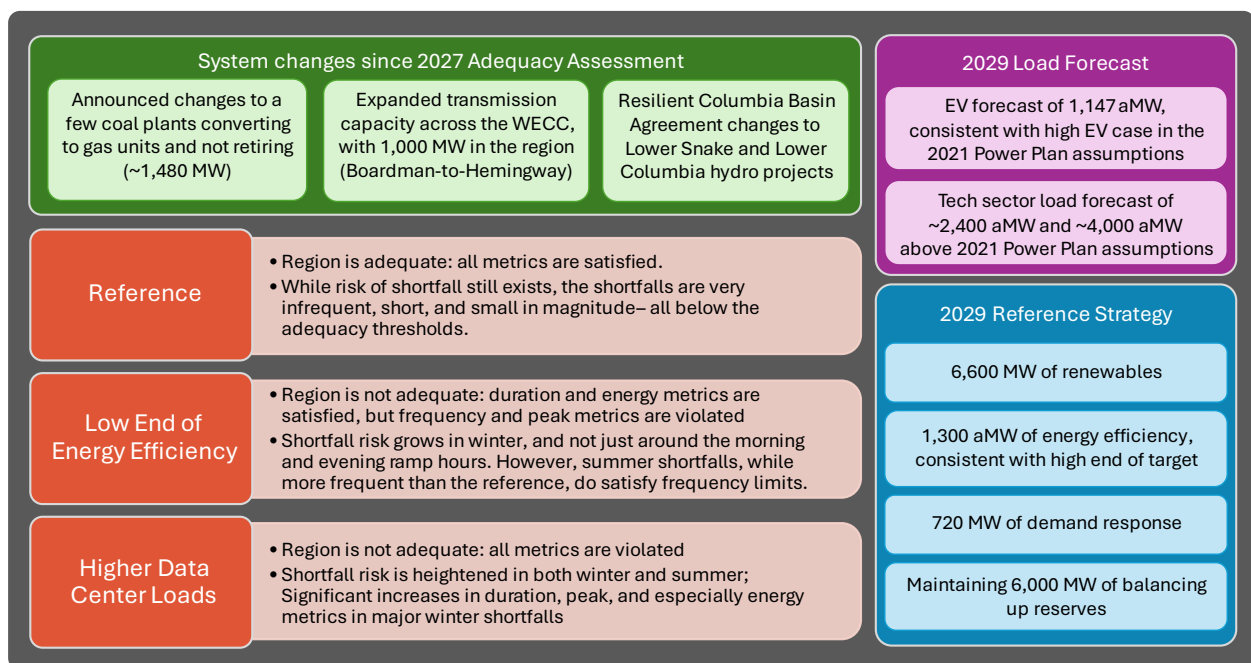 System changes since 2027 Adequacy Assessment
Announced changes to a
few coal plants converting
to gas units and not retiring
(~1,480 MW)
Expanded transmission
capacity across the WECC,
with 1,000 MW in the region
(Boardman-to-Hemingway)
Resilient Columbia Basin
Agreement changes to
Lower Snake and Lower
Columbia hydro projects
Reference
• Region is adequate: all metrics are satisfied.
• While risk of shortfall still exists, the shortfalls are very
infrequent, short, and small in magnitude– all below the
adequacy thresholds.
Low End of
Energy Efficiency
• Region is not adequate: duration and energy metrics are
satisfied, but frequency and peak metrics are violated
• Shortfall risk grows in winter, and not just around the morning
and evening ramp hours. However, summer shortfalls, while
more frequent than the reference, do satisfy frequency limits.
Higher Data
Center Loads
• Region is not adequate: all metrics are violated
• Shortfall risk is heightened in both winter and summer;
Significant increases in duration, peak, and especially energy
metrics in major winter shortfalls
2029 Load Forecast
EV forecast of 1,147 aMW,
consistent with high EV case in the
2021 Power Plan assumptions
Tech sector load forecast of
~2,400 aMW and ~4,000 aMW
above 2021 Power Plan assumptions
2029 Reference Strategy
6,600 MW of renewables
1,300 aMW of energy efficiency,
consistent with high end of target
720 MW of demand response
Maintaining 6,000 MW of balancing
up reserves